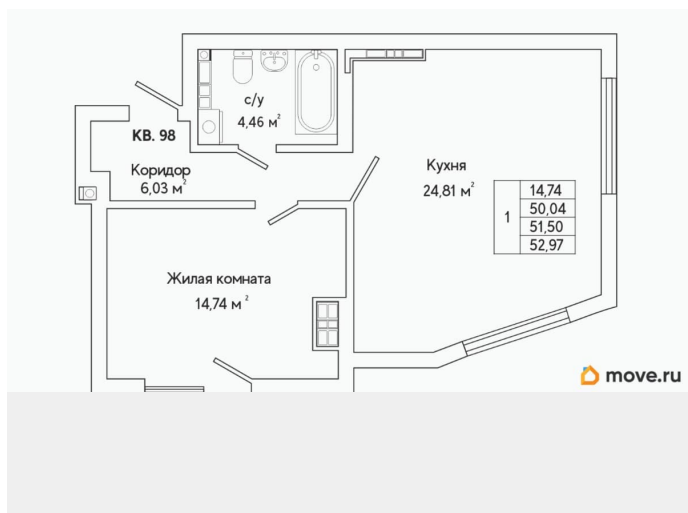 с/у
4,46 м²
КВ. 98
Коридор
6,03 м²
Кухня
24,81 м²
1
14,74
50,04
51,50
52,97
Жилая комната
14,74 м²
move.ru